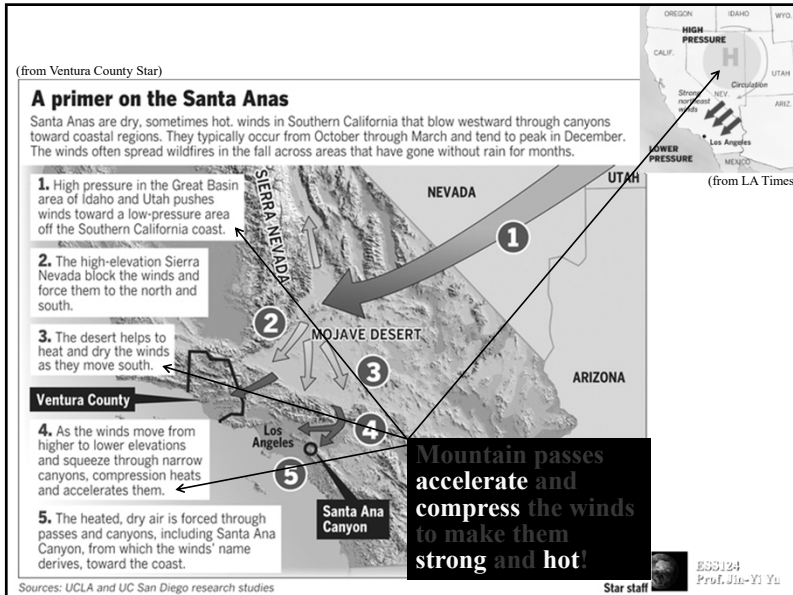 OREGON
IDAHO
WYO.
HIGH
PRESSURE
H
CALIF.
UTAH
Circulation
Strong
northeast
winds
NEV.
ARIZ.
Los Angeles
LOWER
PRESSURE
MEXICO
(from LA Times
(from Ventura County Star)
A primer on the Santa Anas
Santa Anas are dry, sometimes hot. winds in Southern California that blow westward through canyons
toward coastal regions. They typically occur from October through March and tend to peak in December.
The winds often spread wildfires in the fall across areas that have gone without rain for months.
1. High pressure in the Great Basin
area of Idaho and Utah pushes
winds toward a low-pressure area
off the Southern California coast.
2. The high-elevation Sierra
Nevada block the winds and
force them to the north and
south.
3. The desert helps to
heat and dry the winds
as they move south.
Ventura County
4. As the winds move from
higher to lower elevations
and squeeze through narrow
canyons, compression heats
and accelerates them.
5. The heated, dry air is forced through
passes and canyons, including Santa Ana
Canyon, from which the winds' name
derives, toward the coast.
SIERRA NEVADA
NEVADA
UTAH
1
2
MOJAVE DESERT
3
ARIZONA
4
Los
Angeles
5
Santa Ana
Canyon
Mountain passes
accelerate and
compress the winds
to make them
strong and hot!
Sources: UCLA and UC San Diego research studies
Star staff
ESS124
Prof. Jin-Yi Yu